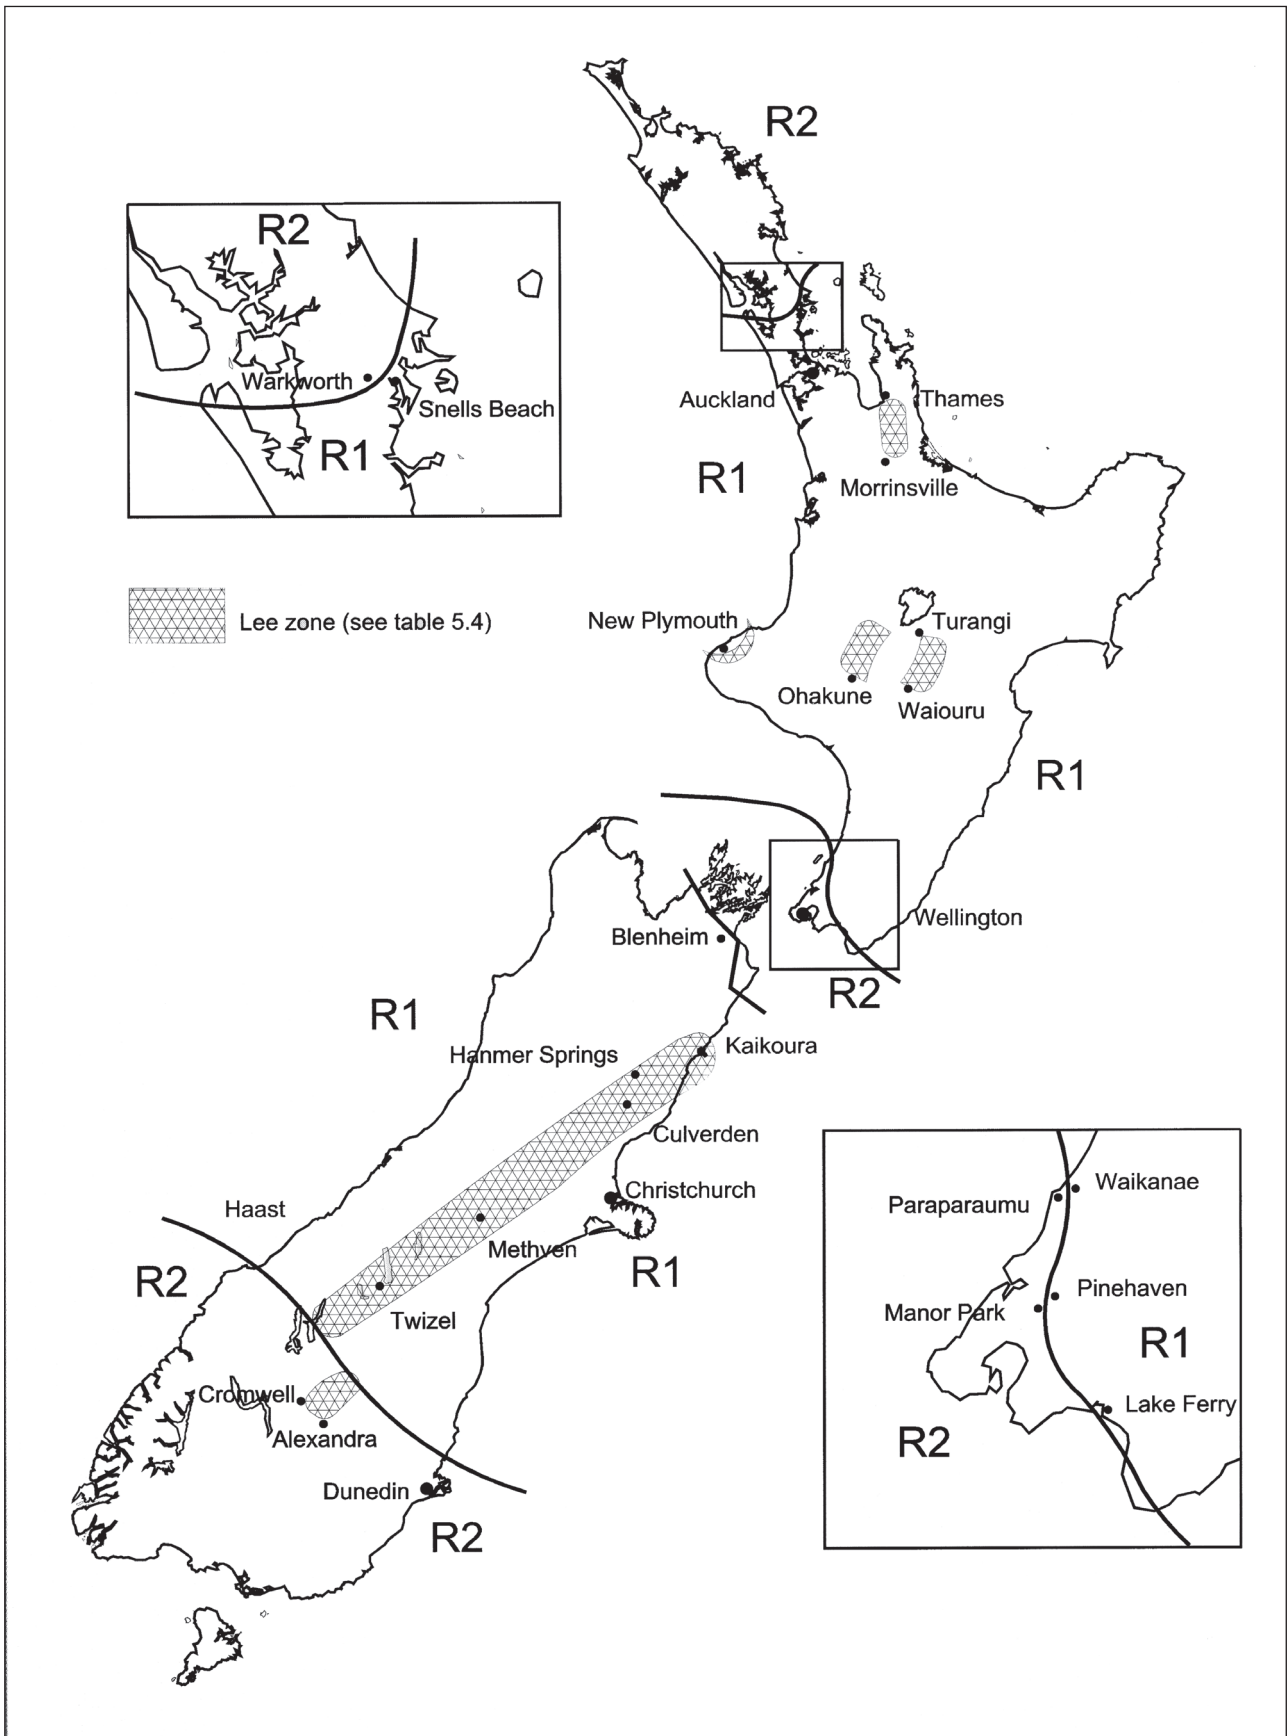 R2
R2
Warkworth
Snells Beach
R1
Auckland
Thames
R1
Morrinsville
Lee zone (see table 5.4)
New Plymouth
Turangi
Ohakune
Waiouru
R1
Wellington
Blenheim
R2
R1
Kaikoura
Hanmer Springs
Culverden
Christchurch
Haast
Methven
R1
R2
Twizel
Cromwell
Alexandra
Dunedin
R2
Waikanae
Paraparaumu
Pinehaven
Manor Park
R1
Lake Ferry
R2